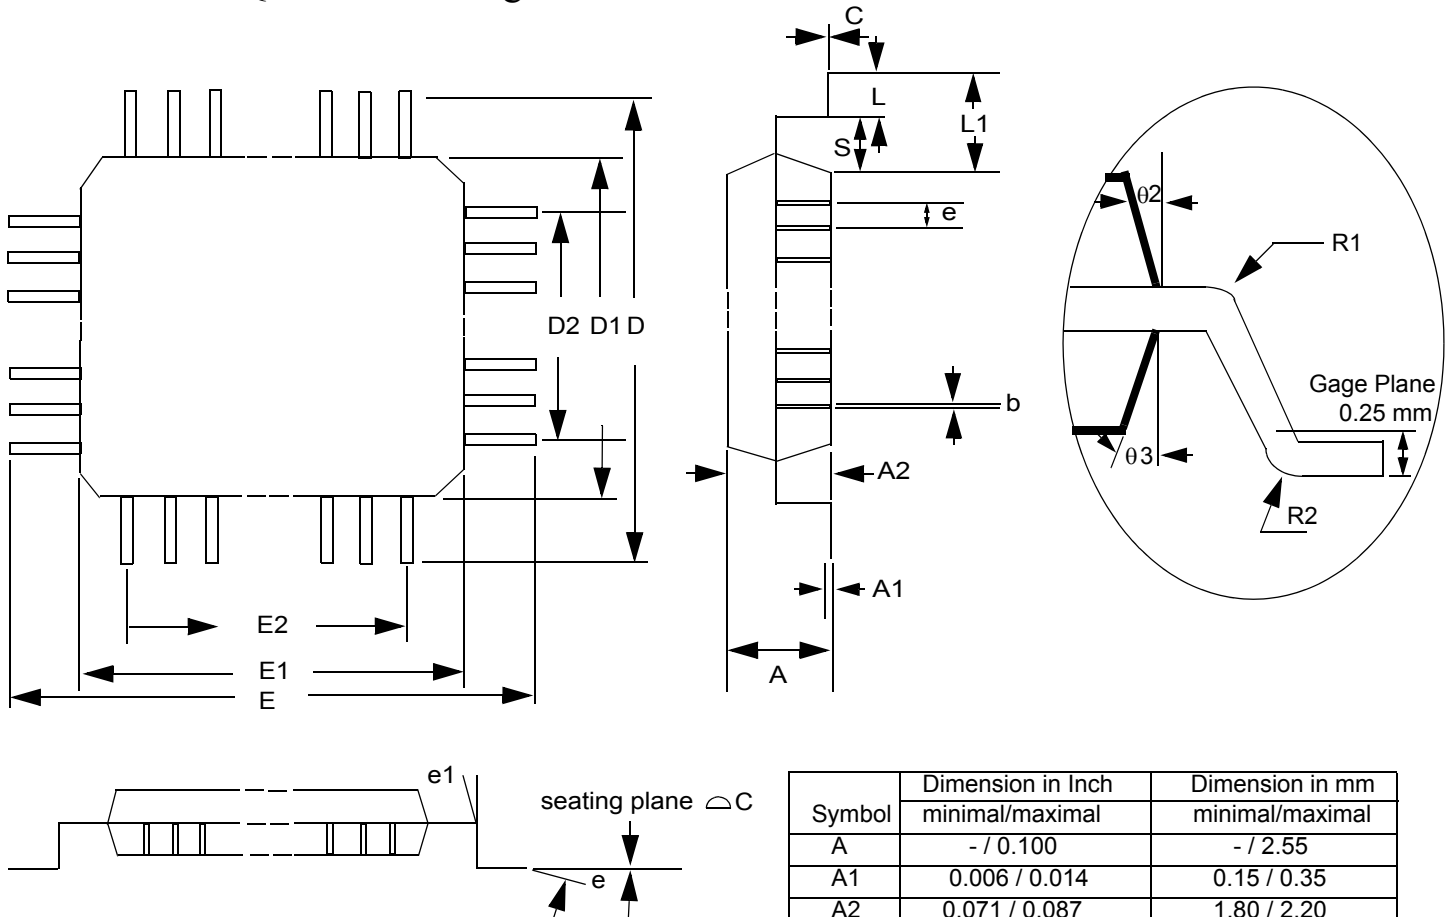 C
L
L1
S
e
θ2
R1
D2 D1 D
Gage Plane
0.25 mm
b
θ3
A2
R2
A1
E2
E1
A
E
e1
seating plane ⌓C
e
Dimension in Inch Dimension in mm
Symbol minimal/maximal minimal/maximal
A - / 0.100 - / 2.55
A1 0.006 / 0.014 0.15 / 0.35
A2 0.071 / 0.087 1.80 / 2.20